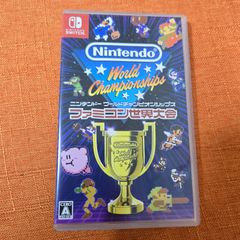 NINTENDO
SWITCH
Nintendo
World
Championships
ニンテンドー ワールドチャンピオンシップス
ファミコン世界大会
A